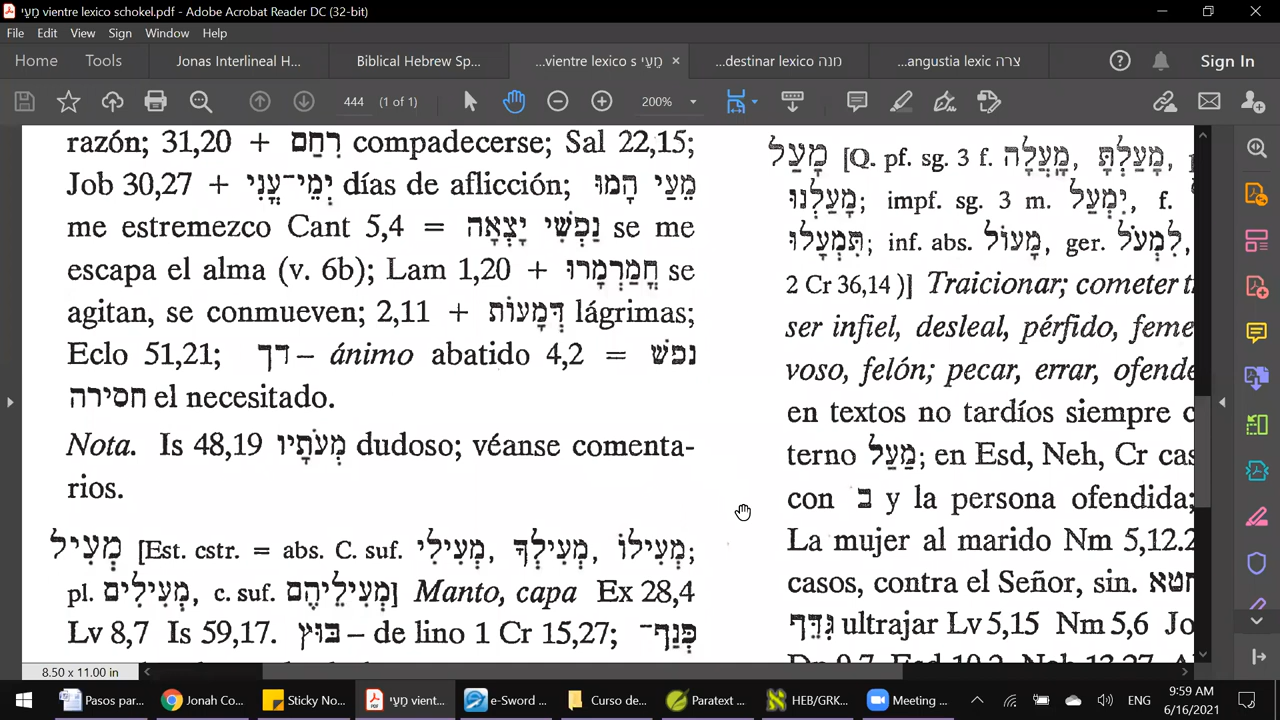 מֵעַי vientre lexico schokel.pdf - Adobe Acrobat Reader DC (32-bit)
File Edit View Sign Window Help
Home Tools Jonas Interlineal H... Biblical Hebrew Sp... ...vientre lexico s מֵעַי × ...destinar lexico מנה ...angustia lexic צרה Sign In
444 (1 of 1) 200%
razón; 31,20 + רִחַם compadecerse; Sal 22,15;
Job 30,27 + יְמֵי־עֳנִי días de aflicción; מֵעַי הָמוּ
me estremezco Cant 5,4 = נַפְשִׁי יָצְאָה se me
escapa el alma (v. 6b); Lam 1,20 + חֳמַרְמָרוּ se
agitan, se conmueven; 2,11 + דְּמָעוֹת lágrimas;
Eclo 51,21; דך – ánimo abatido 4,2 = נפשׁ
חסירה el necesitado.
Nota. Is 48,19 מְעֹתָיו dudoso; véanse comenta-
rios.
מְעִיל [Est. cstr. = abs. C. suf. מְעִילִי, מְעִילְךָ, מְעִילוֹ;
pl. מְעִילִים, c. suf. מְעִילֵיהֶם] Manto, capa Ex 28,4
Lv 8,7 Is 59,17. בּוּץ – de lino 1 Cr 15,27; כְּנַף־
מָעַל [Q. pf. sg. 3 f. מָעֲלָה, מָעַלְתָּ,
מָעַלְנוּ; impf. sg. 3 m. יִמְעַל, f.
תִּמְעֲלוּ; inf. abs. מָעוֹל, ger. לִמְעֹל,
2 Cr 36,14 )] Traicionar; cometer t
ser infiel, desleal, pérfido, feme
voso, felón; pecar, errar, ofende
en textos no tardíos siempre c
terno מַעַל; en Esd, Neh, Cr cas
con ב y la persona ofendida;
La mujer al marido Nm 5,12.2
casos, contra el Señor, sin. חטא
גִּדֵּף ultrajar Lv 5,15 Nm 5,6 Jo
Dn 9,7 Esd 10,2 Neh 13,27
8.50 x 11.00 in
Pasos par... Jonah Co... Sticky No... מֵעַי vient... e-Sword ... Curso de... Paratext ... HEB/GRK... Meeting ... ENG 9:59 AM
6/16/2021